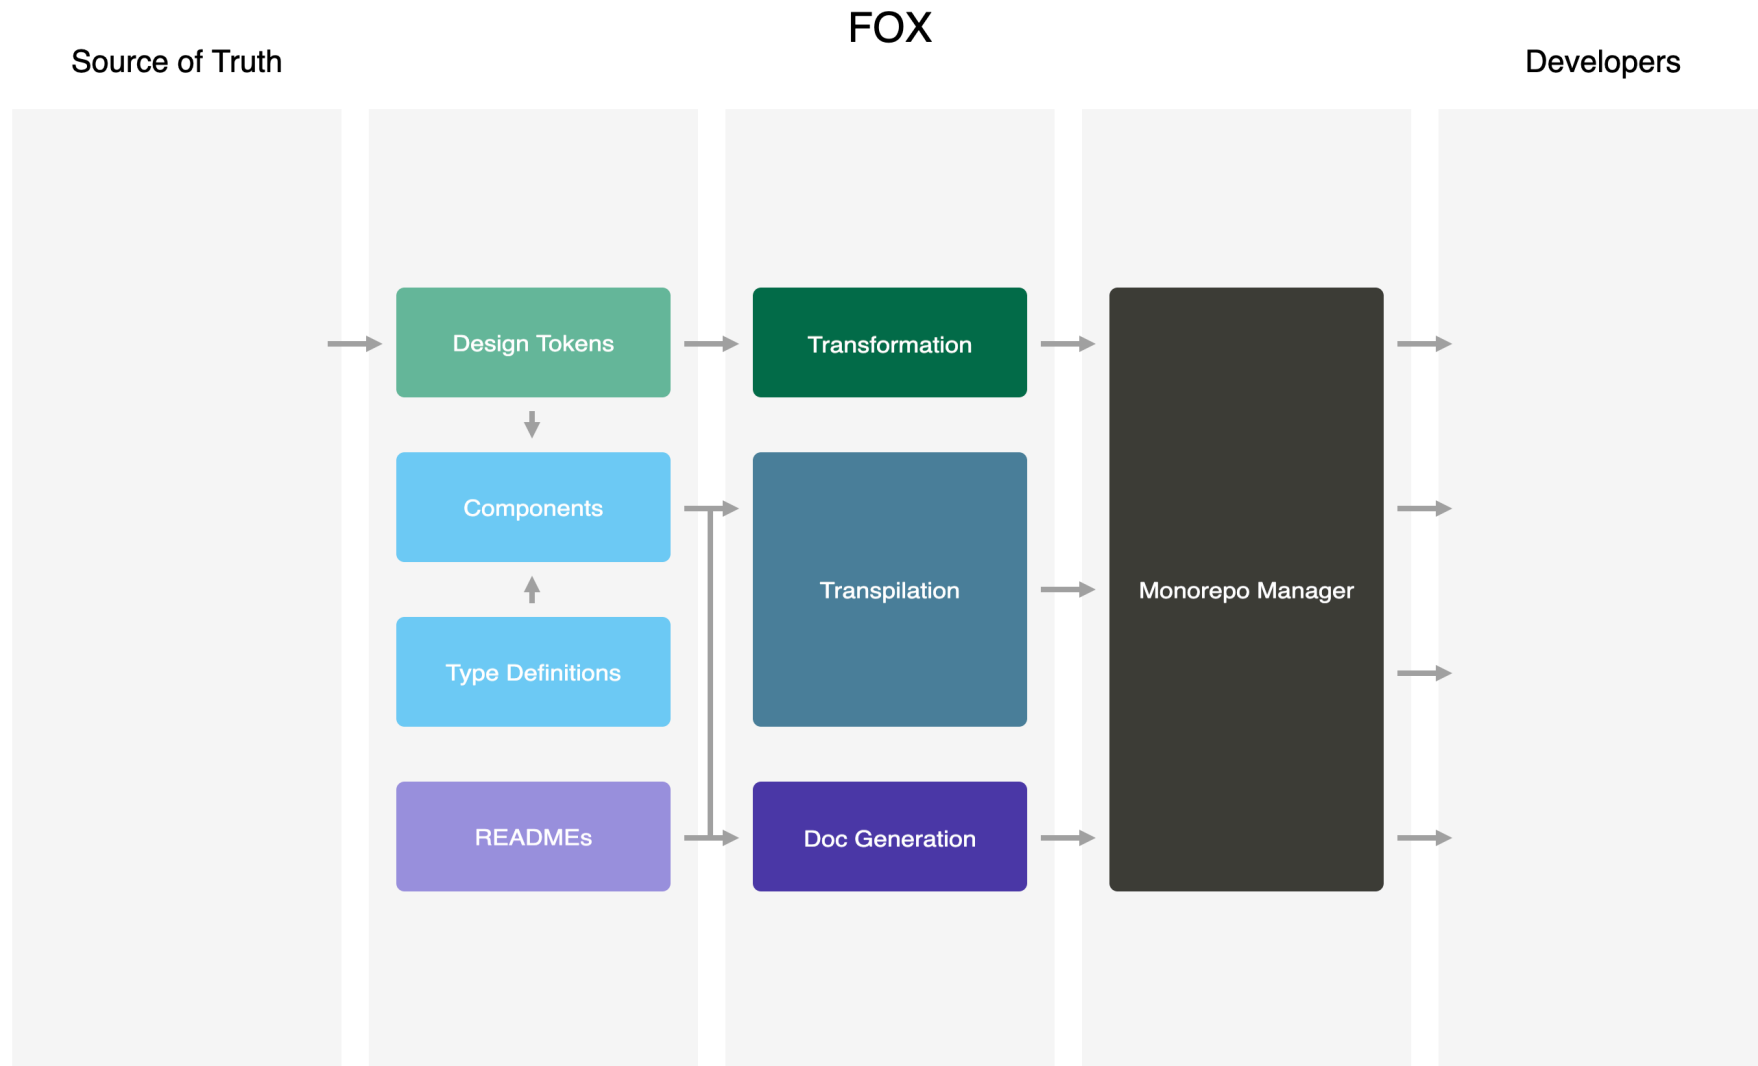 FOX
Source of Truth
Developers
Design Tokens
Transformation
Components
Transpilation
Monorepo Manager
Type Definitions
READMEs
Doc Generation